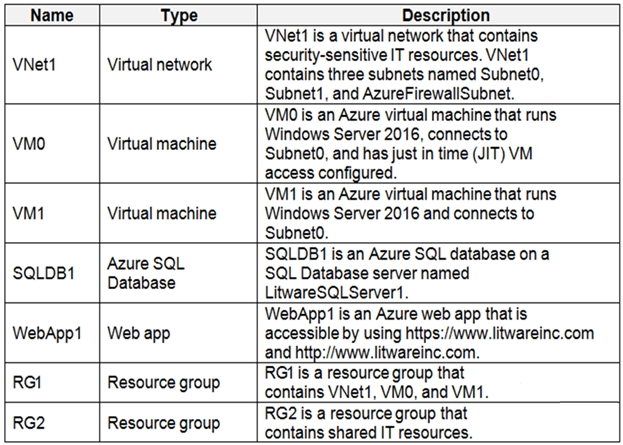 Name Type Description
VNet1 Virtual network VNet1 is a virtual network that contains
security-sensitive IT resources. VNet1
contains three subnets named Subnet0,
Subnet1, and AzureFirewallSubnet.
VM0 Virtual machine VM0 is an Azure virtual machine that runs
Windows Server 2016, connects to
Subnet0, and has just in time (JIT) VM
access configured.
VM1 Virtual machine VM1 is an Azure virtual machine that runs
Windows Server 2016 and connects to
Subnet0.
SQLDB1 Azure SQL
Database SQLDB1 is an Azure SQL database on a
SQL Database server named
LitwareSQLServer1.
WebApp1 Web app WebApp1 is an Azure web app that is
accessible by using https://www.litwareinc.com
and http://www.litwareinc.com.
RG1 Resource group RG1 is a resource group that
contains VNet1, VM0, and VM1.
RG2 Resource group RG2 is a resource group that
contains shared IT resources.